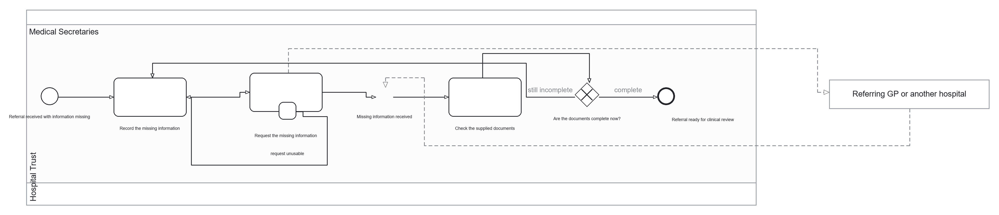 Medical Secretaries
Hospital Trust
Referral received with information missing
Record the missing information
Request the missing information
request unusable
Missing information received
Check the supplied documents
still incomplete
Are the documents complete now?
complete
Referral ready for clinical review
Referring GP or another hospital